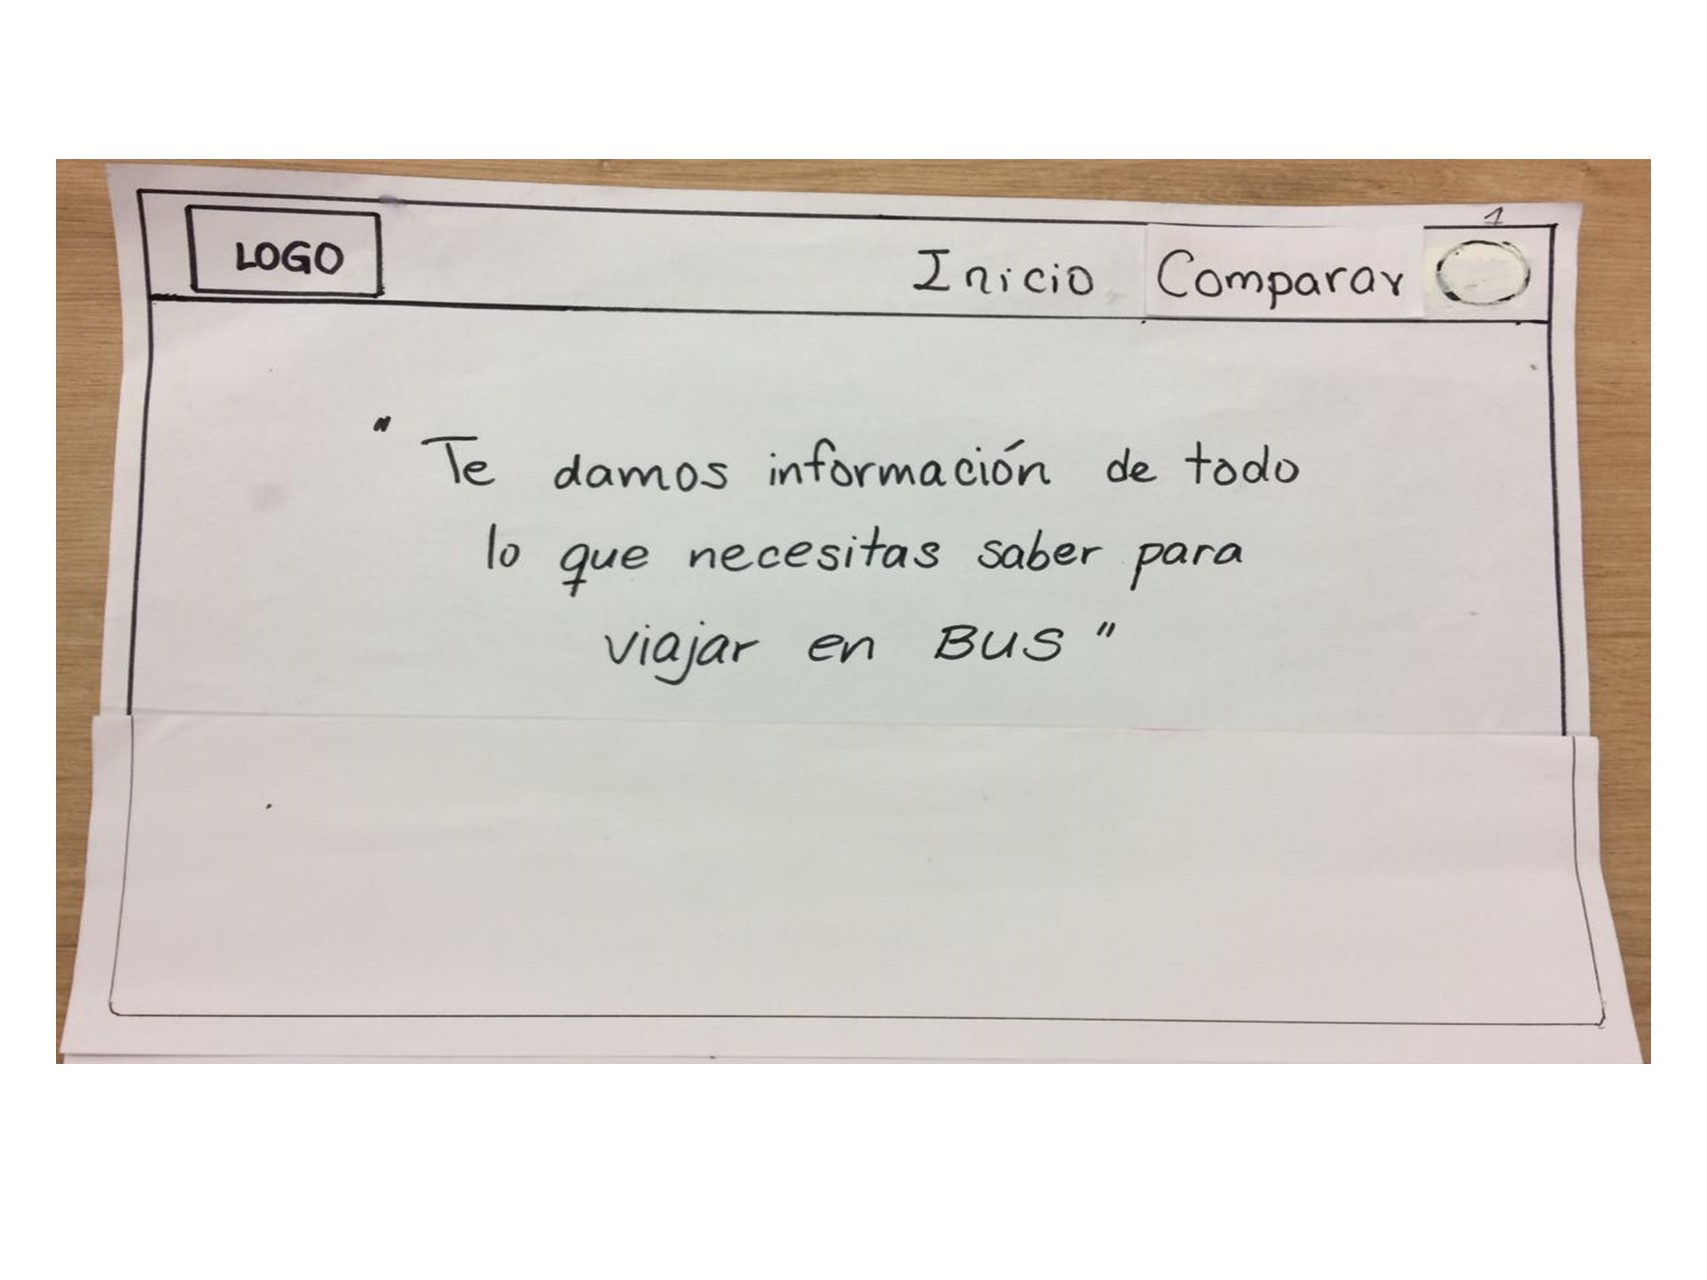 1
LOGO Inicio Comparar
" Te damos información de todo
lo que necesitas saber para
viajar en BUS "